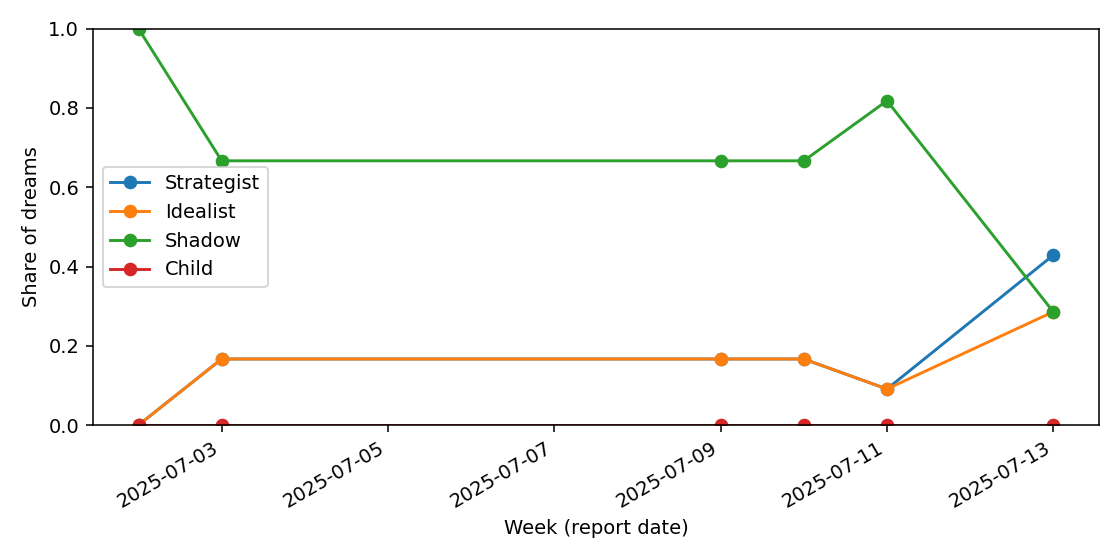 1.0
0.8
0.6
0.4
0.2
0.0
Share of dreams
Strategist
Idealist
Shadow
Child
2025-07-03
2025-07-05
2025-07-07
2025-07-09
2025-07-11
2025-07-13
Week (report date)